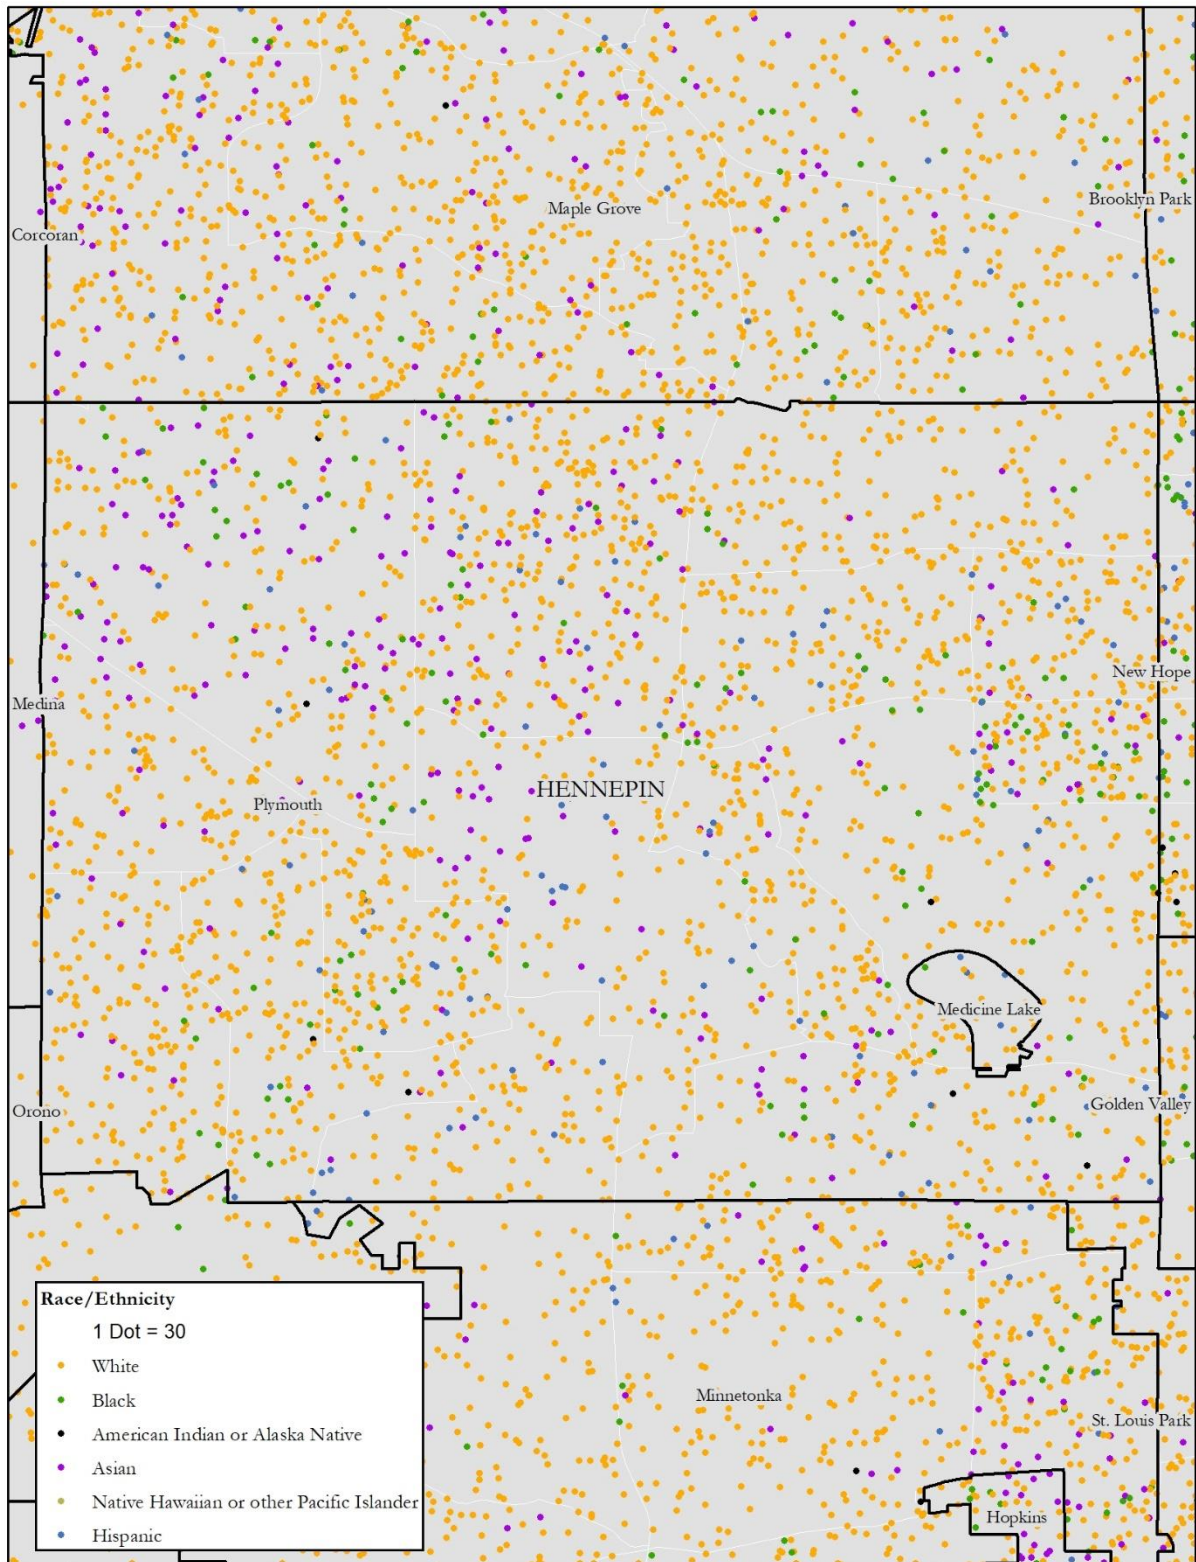 Maple Grove
Brooklyn Park
Corcoran
New Hope
Medina
HENNEPIN
Plymouth
Medicine Lake
Orono
Golden Valley
Race/Ethnicity
1 Dot = 30
White
Black
American Indian or Alaska Native
Asian
Native Hawaiian or other Pacific Islander
Hispanic
Minnetonka
St. Louis Park
Hopkins